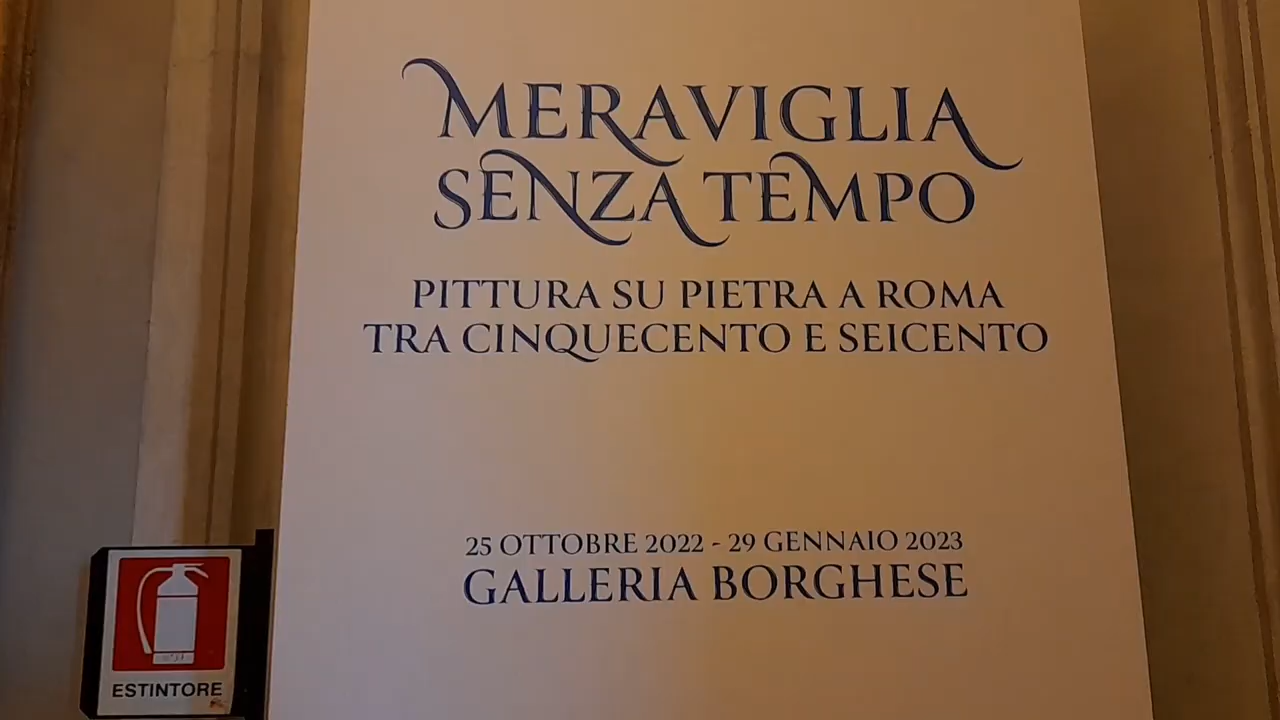 MERAVIGLIA
SENZA TEMPO
PITTURA SU PIETRA A ROMA
TRA CINQUECENTO E SEICENTO
25 OTTOBRE 2022 - 29 GENNAIO 2023
GALLERIA BORGHESE
ESTINTORE